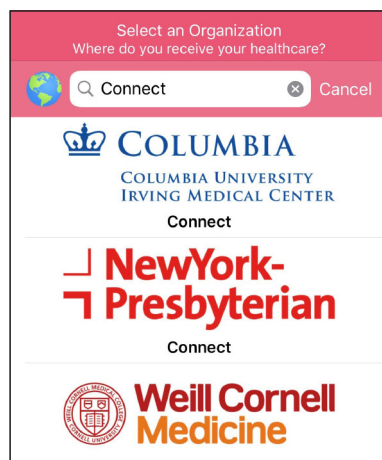 Select an Organization
Where do you receive your healthcare?
Connect
Cancel
COLUMBIA
COLUMBIA UNIVERSITY
IRVING MEDICAL CENTER
Connect
NewYork-
Presbyterian
Connect
Weill Cornell
Medicine